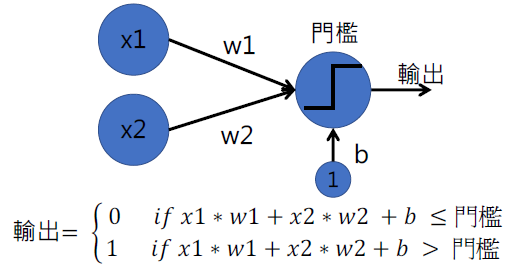 x1
w1
門檻
輸出
x2
w2
b
1
輸出= { 0 if x1 * w1 + x2 * w2 + b ≤ 門檻
1 if x1 * w1 + x2 * w2 + b > 門檻